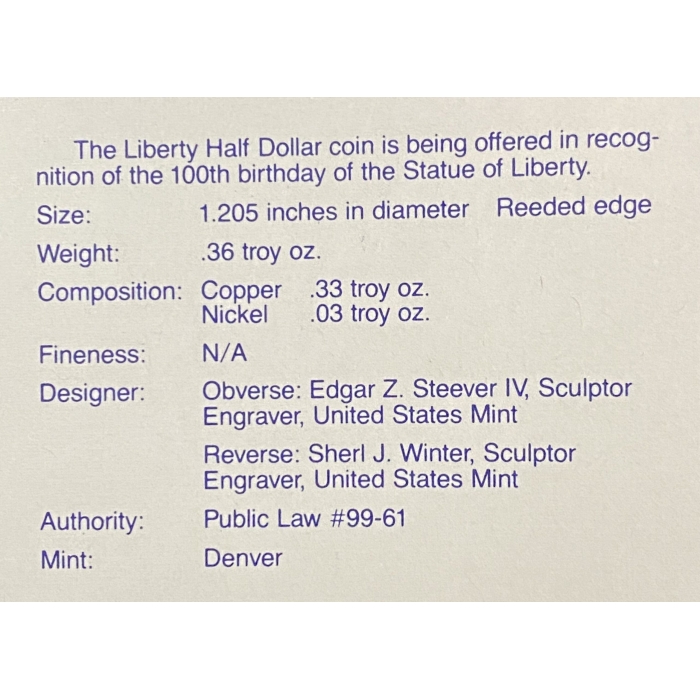 The Liberty Half Dollar coin is being offered in recog-
nition of the 100th birthday of the Statue of Liberty.
Size: 1.205 inches in diameter Reeded edge
Weight: .36 troy oz.
Composition: Copper .33 troy oz.
Nickel .03 troy oz.
Fineness: N/A
Designer: Obverse: Edgar Z. Steever IV, Sculptor
Engraver, United States Mint
Reverse: Sherl J. Winter, Sculptor
Engraver, United States Mint
Authority: Public Law #99-61
Mint: Denver